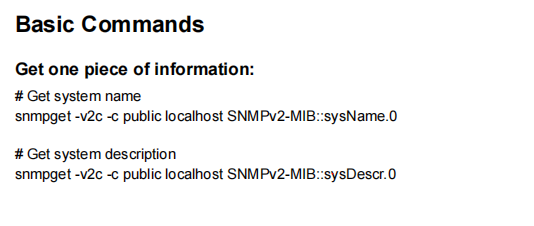 Basic Commands
Get one piece of information:
# Get system name
snmpget -v2c -c public localhost SNMPv2-MIB::sysName.0
# Get system description
snmpget -v2c -c public localhost SNMPv2-MIB::sysDescr.0